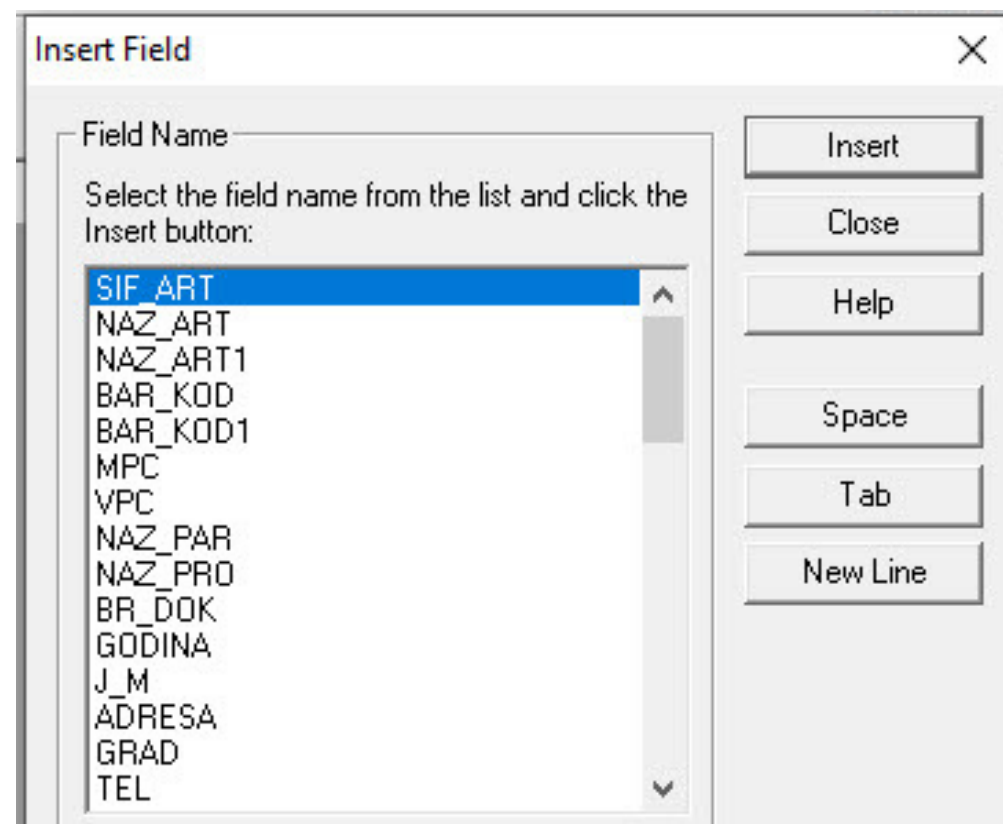 Insert Field
Field Name
Select the field name from the list and click the
Insert button:
SIF_ART
NAZ_ART
NAZ_ART1
BAR_KOD
BAR_KOD1
MPC
VPC
NAZ_PAR
NAZ_PRO
BR_DOK
GODINA
J_M
ADRESA
GRAD
TEL
Insert
Close
Help
Space
Tab
New Line